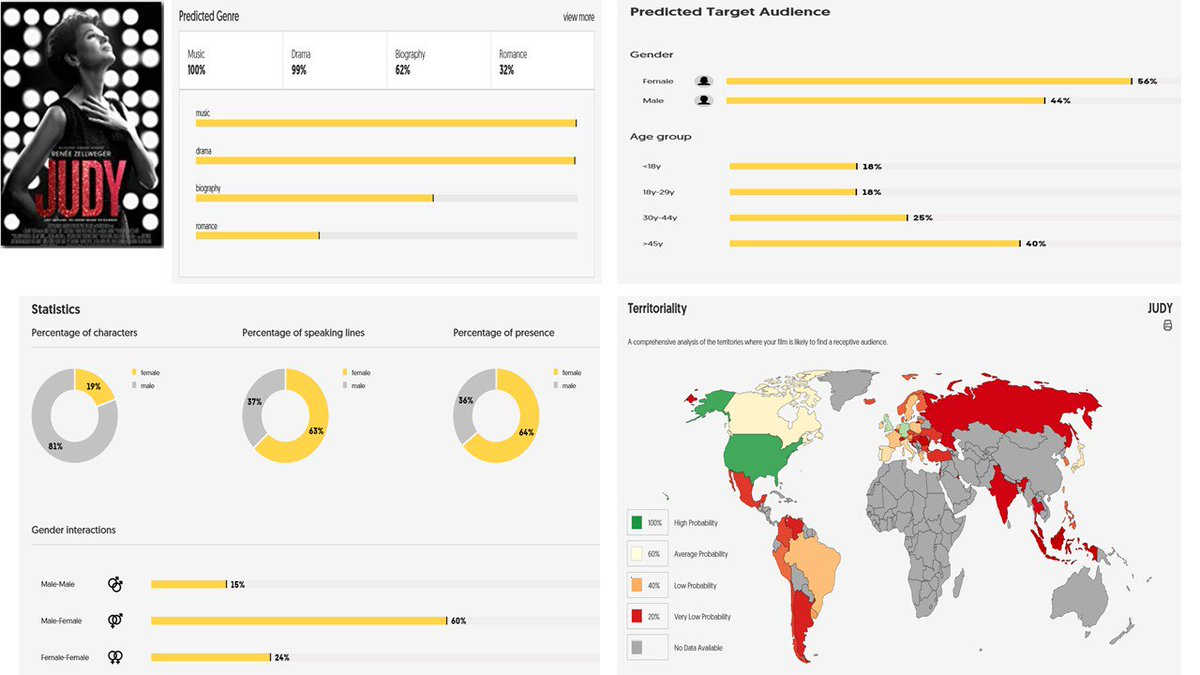 RENÉE ZELLWEGER
JUDY
Predicted Genre
view more
Music
100%
Drama
99%
Biography
62%
Romance
32%
music
drama
biography
romance
Predicted Target Audience
Gender
Female
56%
Male
44%
Age group
<18y
18%
18y-29y
18%
30y-44y
25%
>45y
40%
Statistics
Percentage of characters
female
male
19%
81%
Percentage of speaking lines
female
male
37%
63%
Percentage of presence
female
male
36%
64%
Gender interactions
Male-Male
15%
Male-Female
60%
Female-Female
24%
Territoriality
JUDY
A comprehensive analysis of the territories where your film is likely to find a receptive audience.
100% High Probability
60% Average Probability
40% Low Probability
20% Very Low Probability
No Data Available